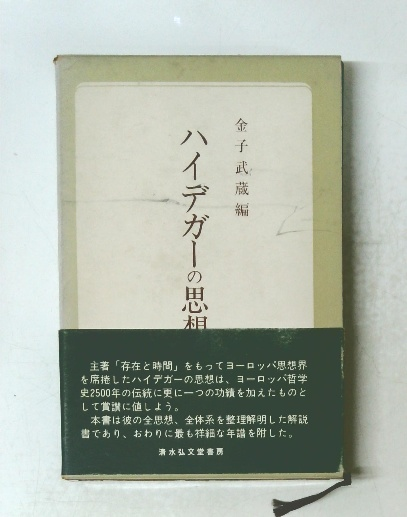 金子武蔵編
ハイデガーの思想
主著「存在と時間」をもってヨーロッパ思想界
を席捲したハイデガーの思想は、ヨーロッパ哲学
史2500年の伝統に更に一つの功績を加えたものと
して賞讃に値しよう。
本書は彼の全思想、全体系を整理解明した解説
書であり、おわりに最も祥細な年譜を附した。
清水弘文堂書房